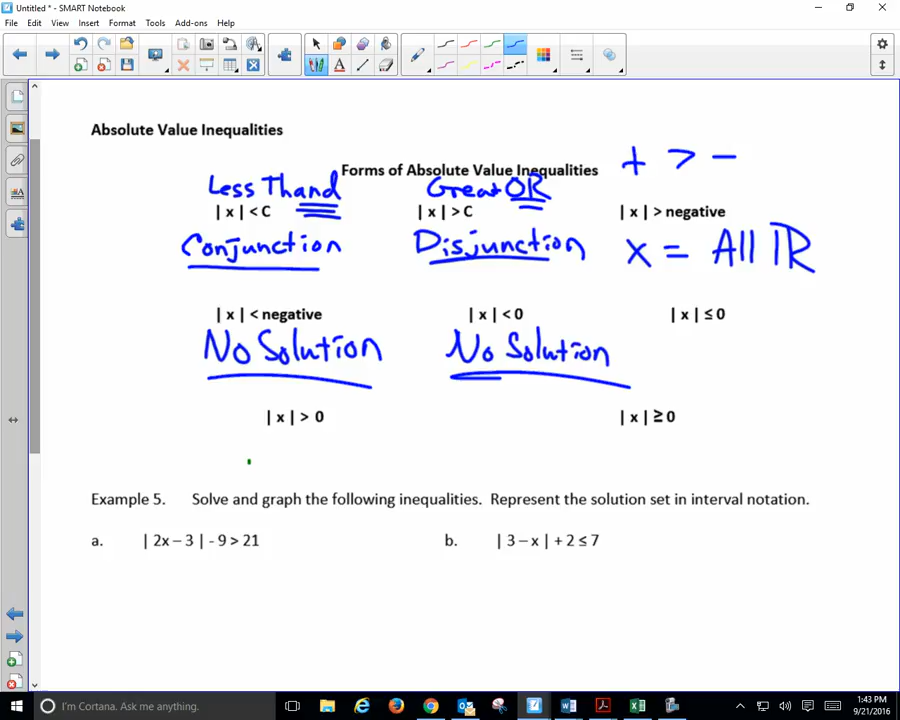 Untitled * - SMART Notebook
File Edit View Insert Format Tools Add-ons Help
Absolute Value Inequalities
+ > -
Forms of Absolute Value Inequalities
Less Thand Great OR
| x | < C | x | > C | x | > negative
Conjunction Disjunction x = All ℝ
| x | < negative | x | < 0 | x | ≤ 0
No Solution No Solution
| x | > 0 | x | ≥ 0
Example 5. Solve and graph the following inequalities. Represent the solution set in interval notation.
a. | 2x – 3 | - 9 > 21 b. | 3 – x | + 2 ≤ 7
I'm Cortana. Ask me anything.
1:43 PM
9/21/2016